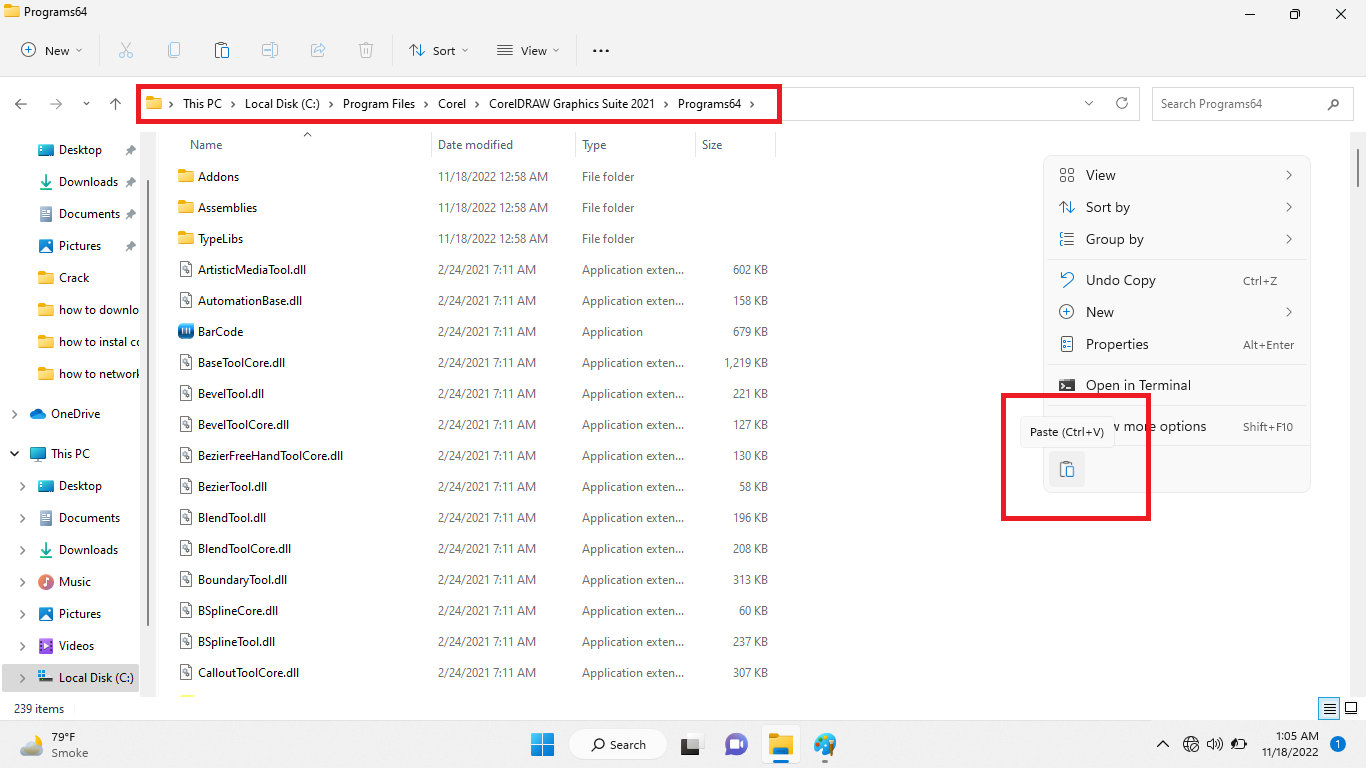 Programs64
New
Sort
View
This PC > Local Disk (C:) > Program Files > Corel > CorelDRAW Graphics Suite 2021 > Programs64 >
Search Programs64
Name Date modified Type Size
Desktop
Downloads
Documents
Pictures
Crack
how to downlo
how to instal co
how to network
OneDrive
This PC
Desktop
Documents
Downloads
Music
Pictures
Videos
Local Disk (C:)
Addons 11/18/2022 12:58 AM File folder
Assemblies 11/18/2022 12:58 AM File folder
TypeLibs 11/18/2022 12:58 AM File folder
ArtisticMediaTool.dll 2/24/2021 7:11 AM Application exten... 602 KB
AutomationBase.dll 2/24/2021 7:11 AM Application exten... 158 KB
BarCode 2/24/2021 7:11 AM Application 679 KB
BaseToolCore.dll 2/24/2021 7:11 AM Application exten... 1,219 KB
BevelTool.dll 2/24/2021 7:11 AM Application exten... 221 KB
BevelToolCore.dll 2/24/2021 7:11 AM Application exten... 127 KB
BezierFreeHandToolCore.dll 2/24/2021 7:11 AM Application exten... 130 KB
BezierTool.dll 2/24/2021 7:11 AM Application exten... 58 KB
BlendTool.dll 2/24/2021 7:11 AM Application exten... 196 KB
BlendToolCore.dll 2/24/2021 7:11 AM Application exten... 208 KB
BoundaryTool.dll 2/24/2021 7:11 AM Application exten... 313 KB
BSplineCore.dll 2/24/2021 7:11 AM Application exten... 60 KB
BSplineTool.dll 2/24/2021 7:11 AM Application exten... 237 KB
CalloutToolCore.dll 2/24/2021 7:11 AM Application exten... 307 KB
View
Sort by
Group by
Undo Copy Ctrl+Z
New
Properties Alt+Enter
Open in Terminal
w more options Shift+F10
Paste (Ctrl+V)
239 items
79°F
Smoke
Search
1:05 AM
11/18/2022
1